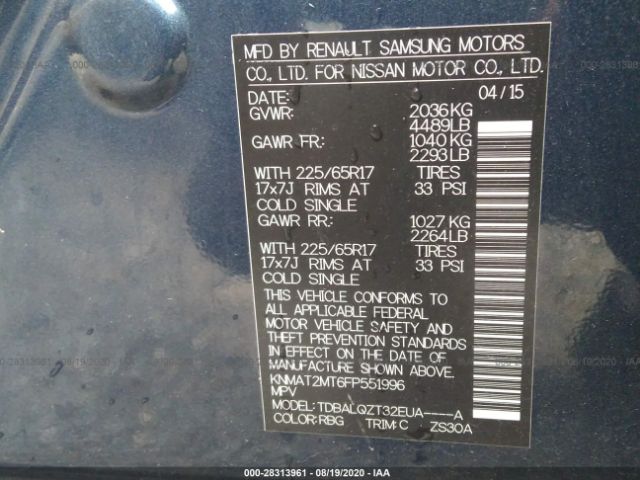 MFD BY RENAULT SAMSUNG MOTORS
CO., LTD. FOR NISSAN MOTOR CO., LTD.
DATE: 04/15
GVWR: 2036KG
4489LB
GAWR FR: 1040KG
2293LB
WITH 225/65R17 TIRES
17x7J RIMS AT 33 PSI
COLD SINGLE
GAWR RR: 1027KG
2264LB
WITH 225/65R17 TIRES
17x7J RIMS AT 33 PSI
COLD SINGLE
THIS VEHICLE CONFORMS TO
ALL APPLICABLE FEDERAL
MOTOR VEHICLE SAFETY AND
THEFT PREVENTION STANDARDS
IN EFFECT ON THE DATE OF
MANUFACTURE SHOWN ABOVE.
KNMAT2MT6FP551996
MPV
MODEL: TDBALQZT32EUA----A
COLOR: RBG TRIM: C ZS30A
000-28313961 - 08/19/2020 - IAA